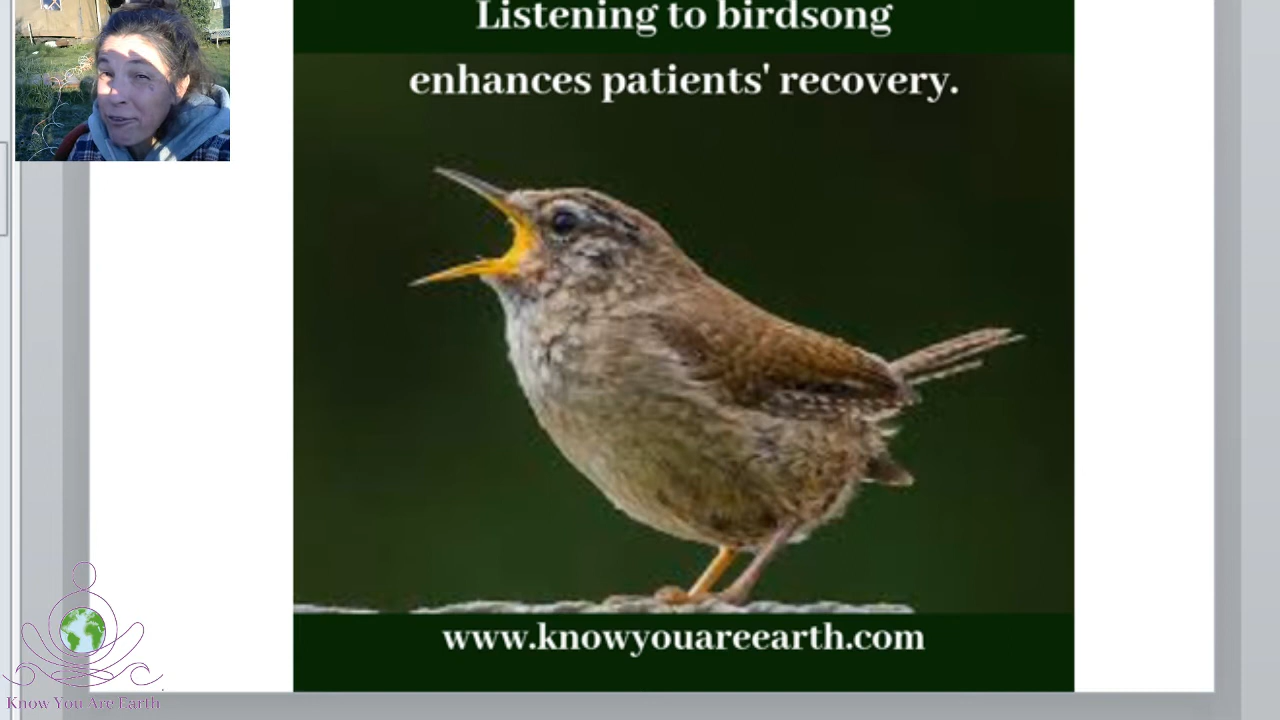 Listening to birdsong
enhances patients' recovery.
www.knowyouareearth.com
Know You Are Earth